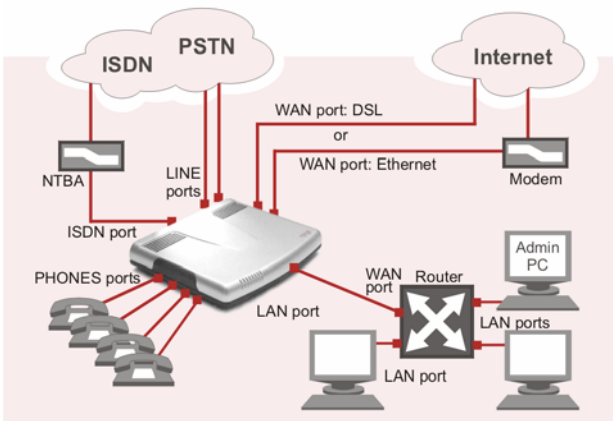 ISDN
PSTN
Internet
WAN port: DSL
or
WAN port: Ethernet
NTBA
LINE
ports
Modem
ISDN port
PHONES ports
LAN port
WAN
port
Router
Admin
PC
LAN ports
LAN port